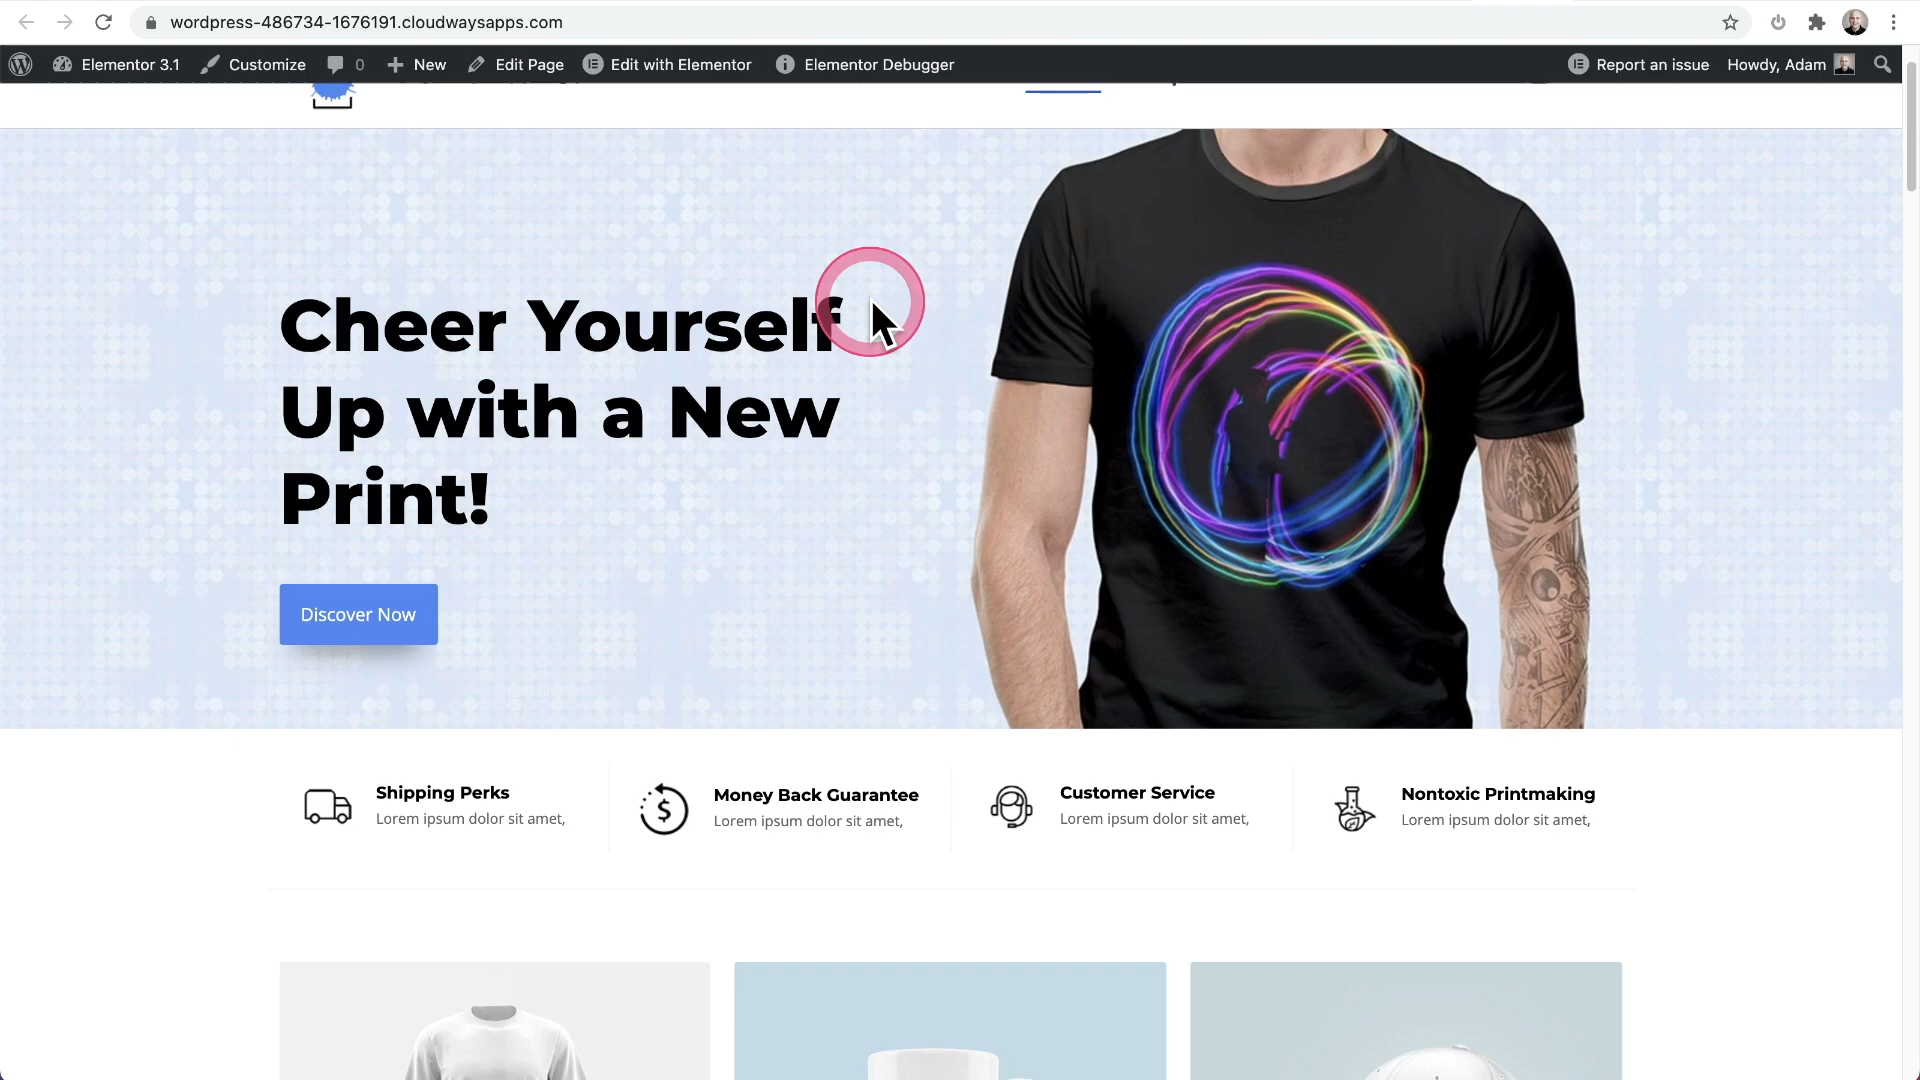 wordpress-486734-1676191.cloudwaysapps.com
Elementor 3.1 Customize 0 New Edit Page Edit with Elementor Elementor Debugger Report an issue Howdy, Adam
Cheer Yourself
Up with a New
Print!
Discover Now
Shipping Perks
Lorem ipsum dolor sit amet,
Money Back Guarantee
Lorem ipsum dolor sit amet,
Customer Service
Lorem ipsum dolor sit amet,
Nontoxic Printmaking
Lorem ipsum dolor sit amet,